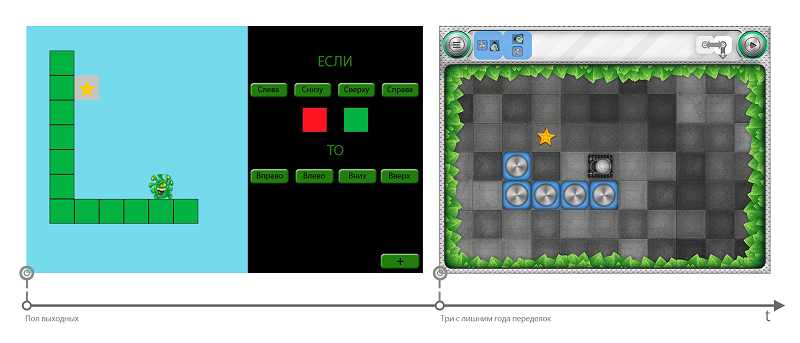 ЕСЛИ
Слева Снизу Сверху Справа
ТО
Вправо Влево Вниз Вверх
+
t
Пол выходных Три с лишним года переделок